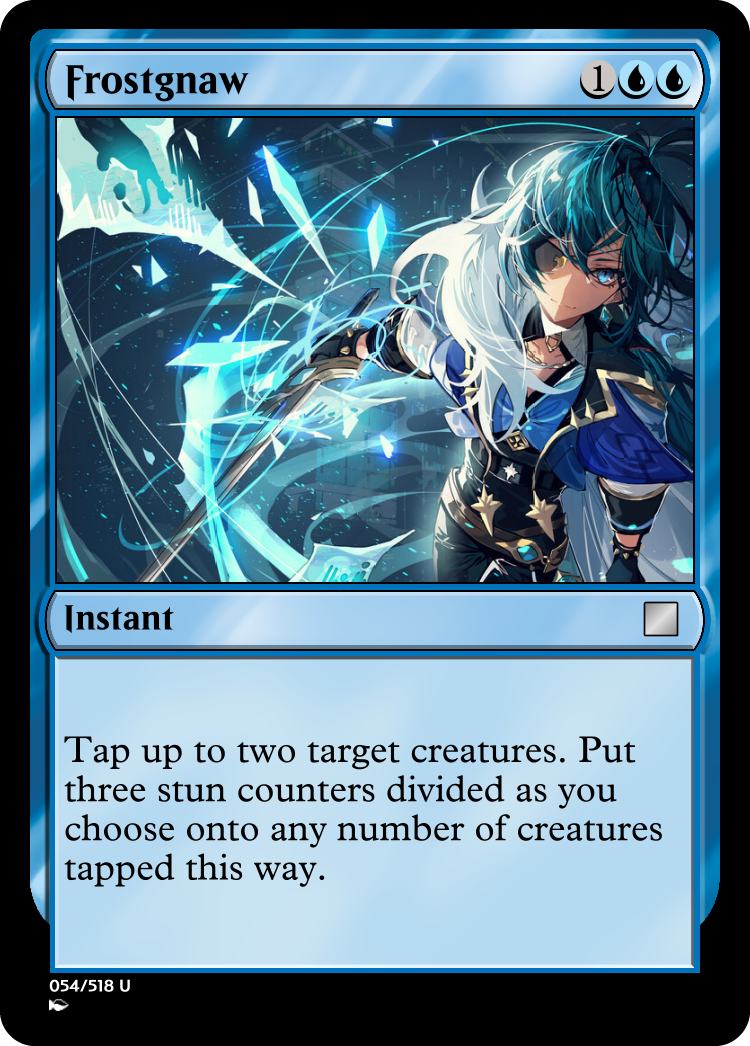 Frostgnaw 1
Instant
Tap up to two target creatures. Put
three stun counters divided as you
choose onto any number of creatures
tapped this way.
054/518 U